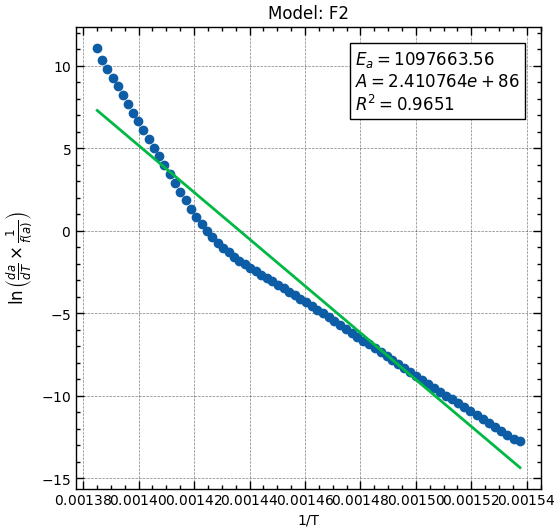 Model: F2
E_a = 1097663.56
A = 2.410764e + 86
R^2 = 0.9651
ln(da/dT × 1/f(a))
10
5
0
−5
−10
−15
0.00138 0.00140 0.00142 0.00144 0.00146 0.00148 0.00150 0.00152 0.00154
1/T